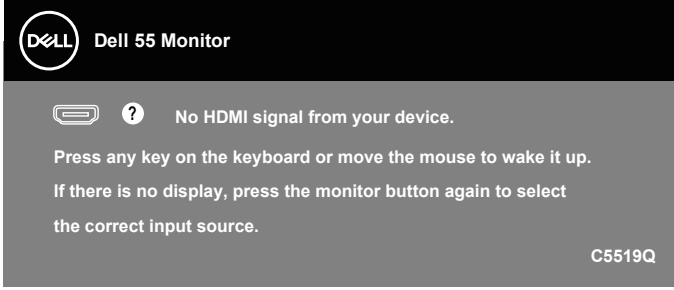 DELL Dell 55 Monitor
? No HDMI signal from your device.
Press any key on the keyboard or move the mouse to wake it up.
If there is no display, press the monitor button again to select
the correct input source.
C5519Q